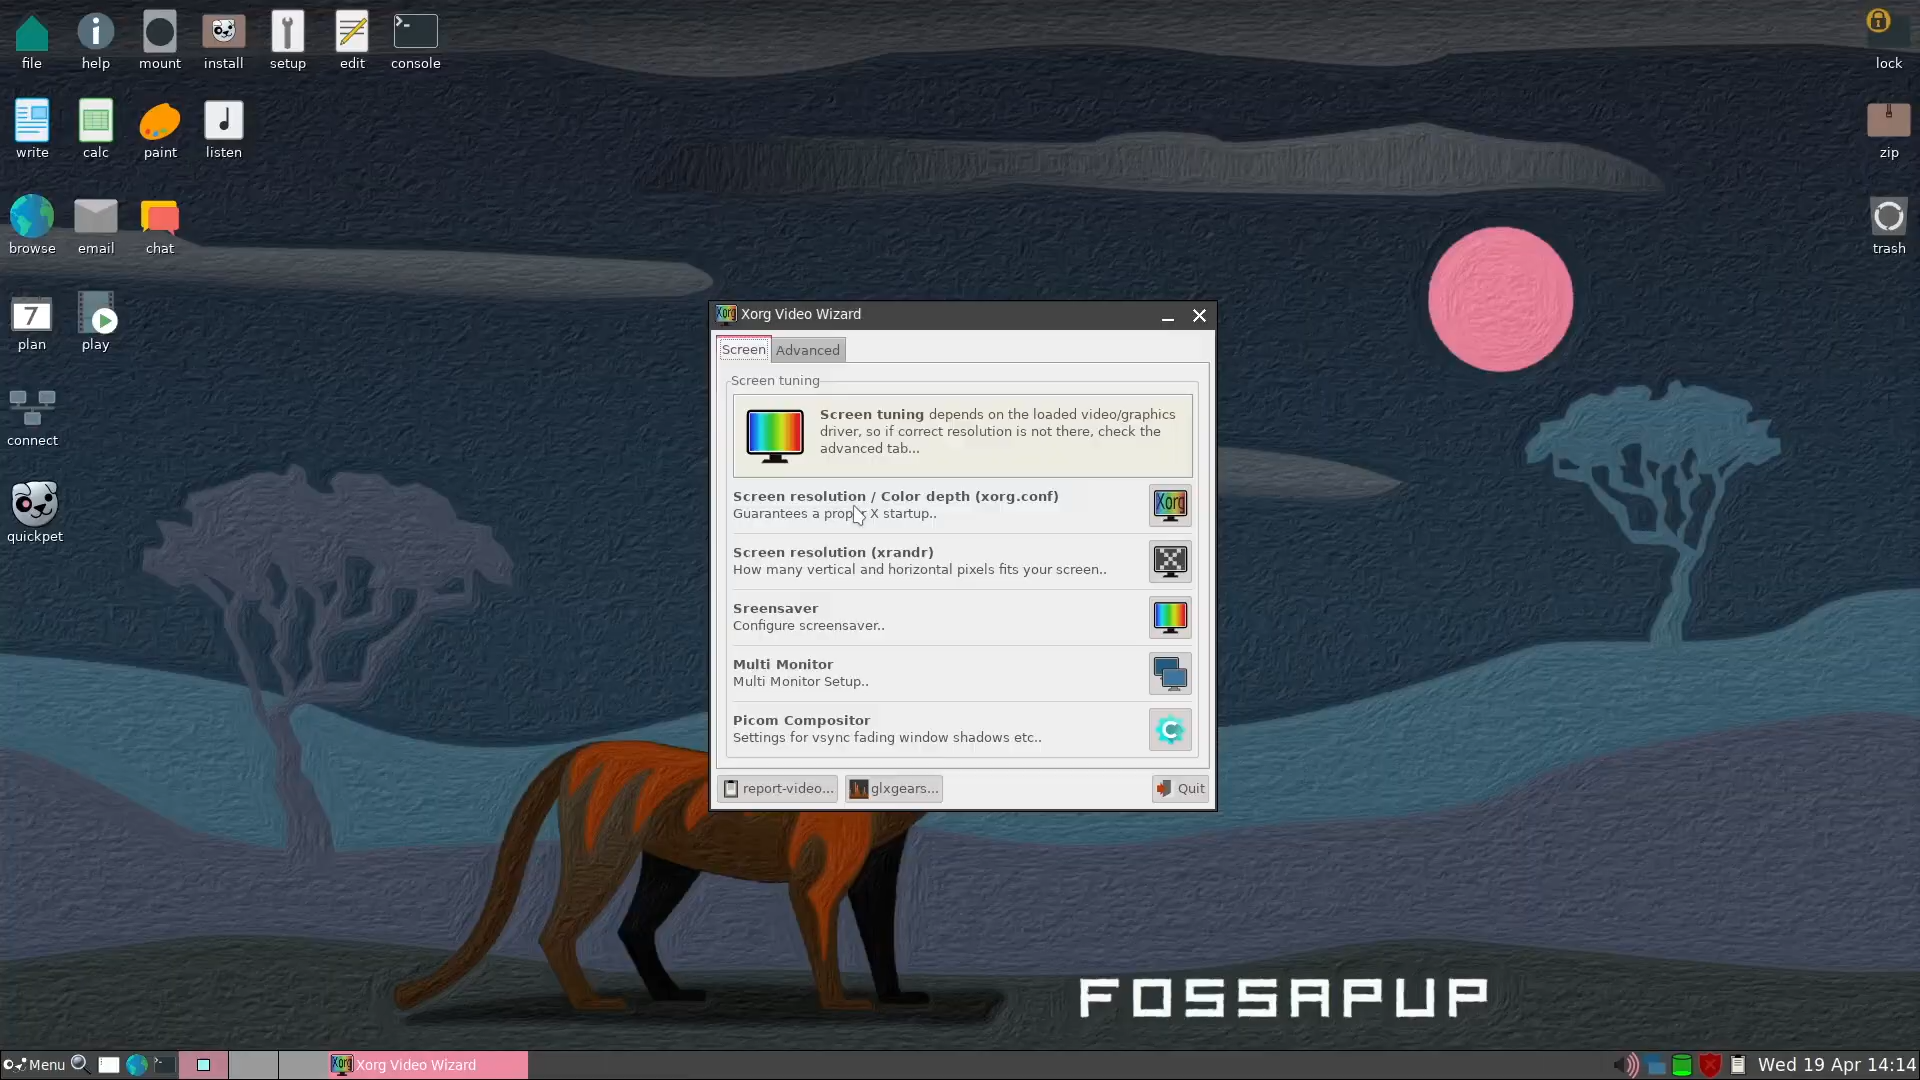 file
help
mount
install
setup
edit
console
lock
write
calc
paint
listen
zip
browse
email
chat
trash
7
plan
play
connect
quickpet
Xorg Xorg Video Wizard
Screen
Advanced
Screen tuning
Screen tuning depends on the loaded video/graphics
driver, so if correct resolution is not there, check the
advanced tab...
Screen resolution / Color depth (xorg.conf)
Guarantees a proper X startup..
Xorg
Screen resolution (xrandr)
How many vertical and horizontal pixels fits your screen..
Sreensaver
Configure screensaver..
Multi Monitor
Multi Monitor Setup..
Picom Compositor
Settings for vsync fading window shadows etc..
C
report-video...
glxgears...
Quit
FOSSAPUP
Menu
Xorg Xorg Video Wizard
Wed 19 Apr 14:14